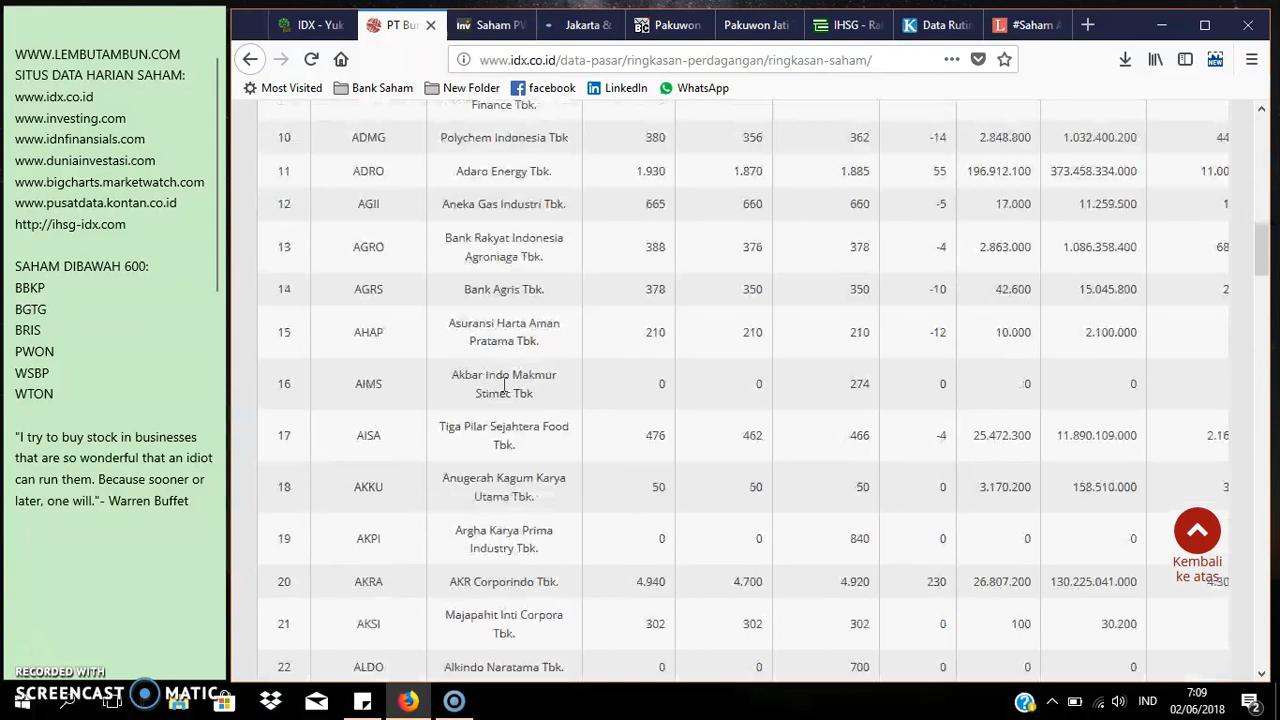 WWW.LEMBUTAMBUN.COM
SITUS DATA HARIAN SAHAM:
www.idx.co.id
www.investing.com
www.idnfinansials.com
www.duniainvestasi.com
www.bigcharts.marketwatch.com
www.pusatdata.kontan.co.id
http://ihsg-idx.com
SAHAM DIBAWAH 600:
BBKP
BGTG
BRIS
PWON
WSBP
WTON
"I try to buy stock in businesses
that are so wonderful that an idiot
can run them. Because sooner or
later, one will."- Warren Buffet
RECORDED WITH
SCREENCAST MATIC
IDX - Yuk
PT Bur
Saham PW
Jakarta &
Pakuwon
Pakuwon Jati
IHSG - Ra
Data Rutin
#Saham A
www.idx.co.id/data-pasar/ringkasan-perdagangan/ringkasan-saham/
NEW
Most Visited Bank Saham New Folder facebook LinkedIn WhatsApp
Finance Tbk.
10 ADMG Polychem Indonesia Tbk 380 356 362 -14 2.848.800 1.032.400.200 44
11 ADRO Adaro Energy Tbk. 1.930 1.870 1.885 55 196.912.100 373.458.334.000 11.00
12 AGII Aneka Gas Industri Tbk. 665 660 660 -5 17.000 11.259.500 1
13 AGRO Bank Rakyat Indonesia 388 376 378 -4 2.863.000 1.086.358.400 68
Agroniaga Tbk.
14 AGRS Bank Agris Tbk. 378 350 350 -10 42.600 15.045.800 2
15 AHAP Asuransi Harta Aman 210 210 210 -12 10.000 2.100.000
Pratama Tbk.
16 AIMS Akbar Indo Makmur 0 0 274 0 0 0
Stimec Tbk
17 AISA Tiga Pilar Sejahtera Food 476 462 466 -4 25.472.300 11.890.109.000 2.16
Tbk.
18 AKKU Anugerah Kagum Karya 50 50 50 0 3.170.200 158.510.000 3
Utama Tbk.
19 AKPI Argha Karya Prima 0 0 840 0 0 0
Industry Tbk.
20 AKRA AKR Corporindo Tbk. 4.940 4.700 4.920 230 26.807.200 130.225.041.000
21 AKSI Majapahit Inti Corpora 302 302 302 0 100 30.200
Tbk.
22 ALDO Alkindo Naratama Tbk. 0 0 700 0 0 0
Kembali
ke atas
IND
7:09
02/06/2018
2